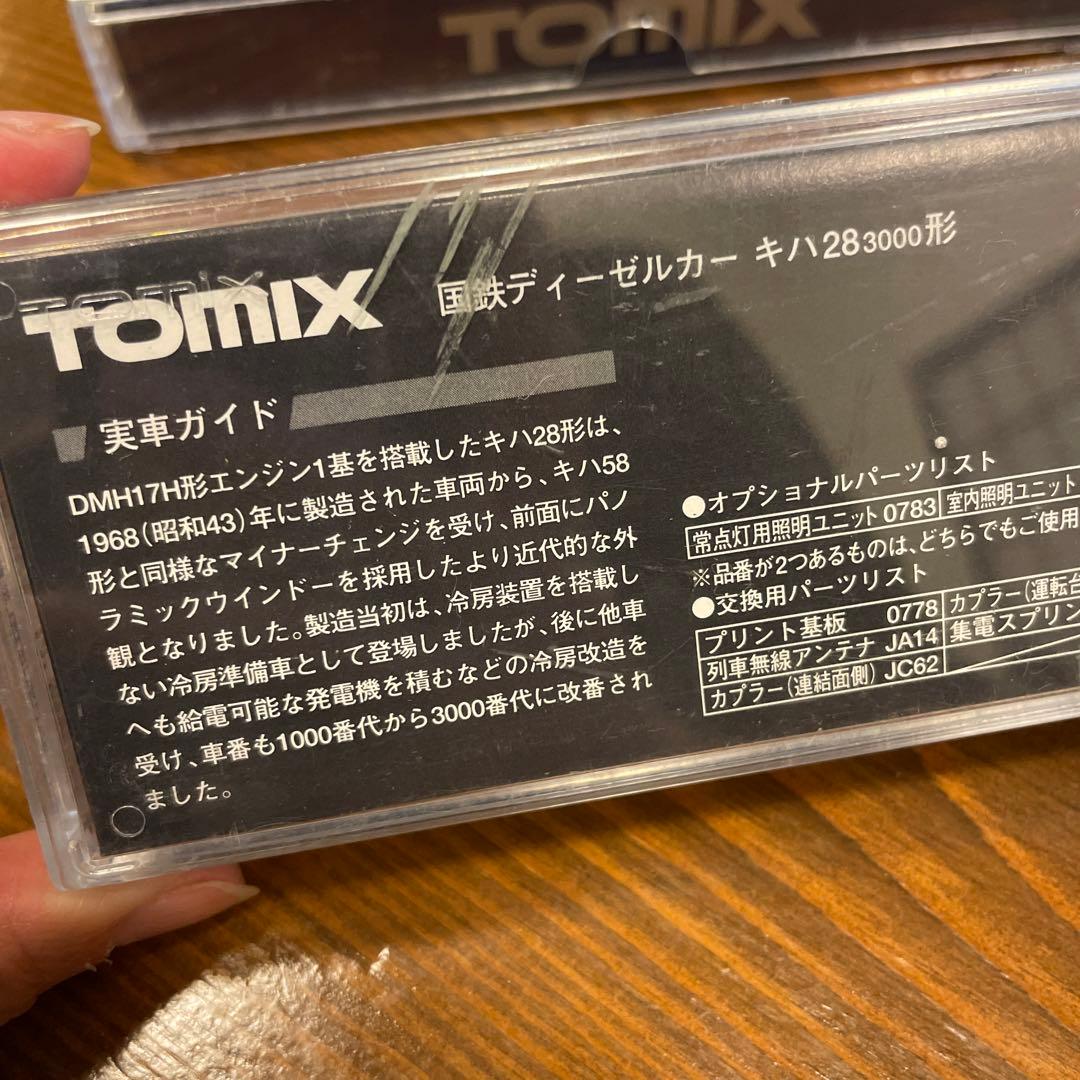 TOMIX
TOMIX
国鉄ディーゼルカー キハ283000形
実車ガイド
DMH17H形エンジン1基を搭載したキハ28形は、
1968(昭和43)年に製造された車両から、キハ58
形と同様なマイナーチェンジを受け、前面にパノ
ラミックウインドーを採用したより近代的な外
観となりました。製造当初は、冷房装置を搭載し
ない冷房準備車として登場しましたが、後に他車
へも給電可能な発電機を積むなどの冷房改造を
受け、車番も1000番代から3000番代に改番され
ました。
●オプショナルパーツリスト
常点灯用照明ユニット 0783 室内照明ユニット
※品番が2つあるものは、どちらでもご使用
●交換用パーツリスト
プリント基板 0778 カプラー(運転台
列車無線アンテナ JA14 集電スプリン
カプラー(連結面側) JC62